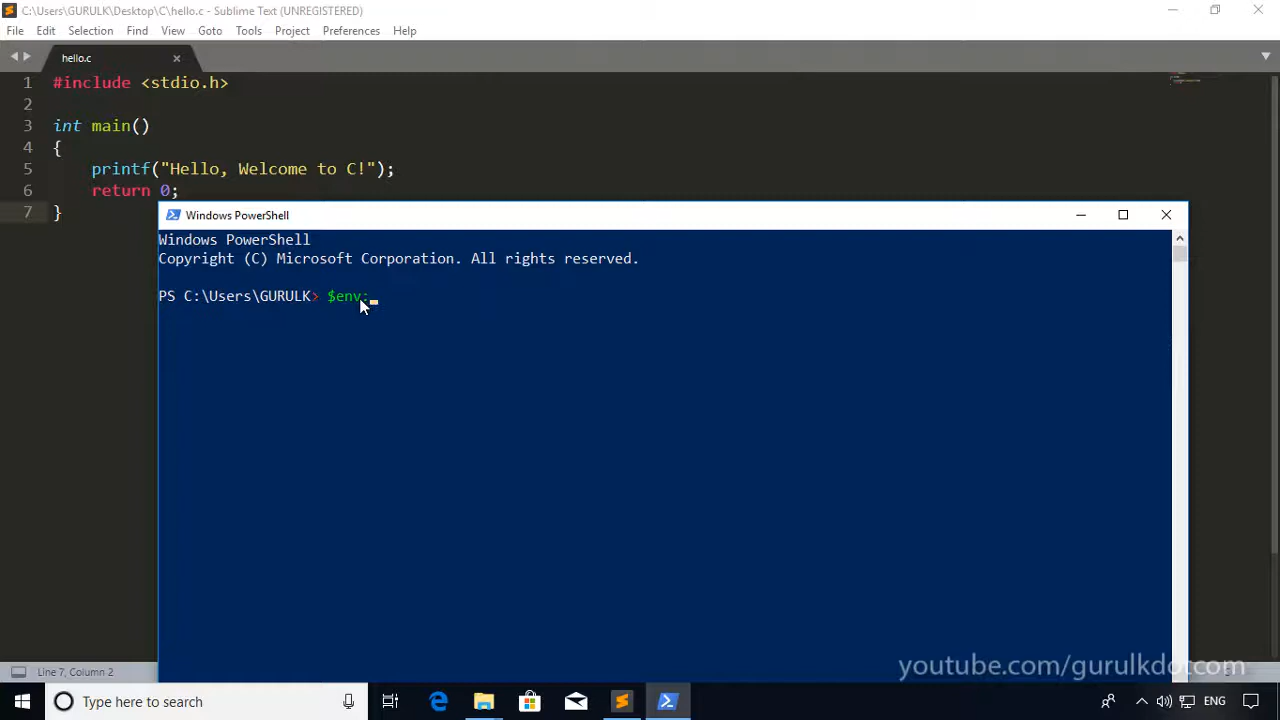 C:\Users\GURULK\Desktop\C\hello.c - Sublime Text (UNREGISTERED)
File Edit Selection Find View Goto Tools Project Preferences Help
hello.c
1 #include <stdio.h>
2
3 int main()
4 {
5 printf("Hello, Welcome to C!");
6 return 0;
7 }
Windows PowerShell
Windows PowerShell
Copyright (C) Microsoft Corporation. All rights reserved.
PS C:\Users\GURULK> $env:
Line 7, Column 2
youtube.com/gurulkdotcom
Type here to search
ENG